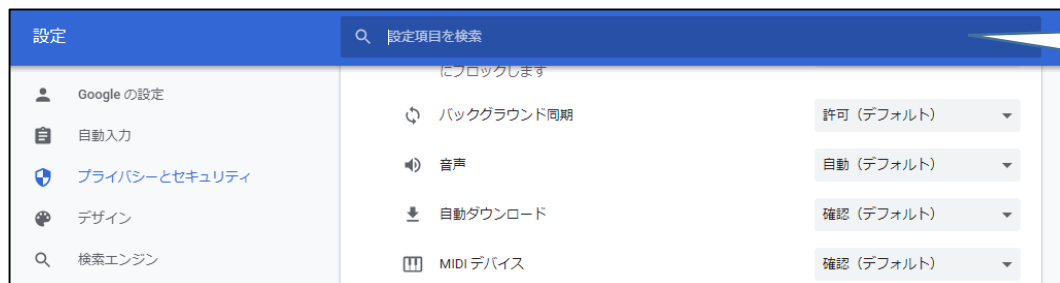 設定
設定項目を検索
Google の設定
自動入力
プライバシーとセキュリティ
デザイン
検索エンジン
にブロックします
バックグラウンド同期 許可（デフォルト）
音声 自動（デフォルト）
自動ダウンロード 確認（デフォルト）
MIDI デバイス 確認（デフォルト）